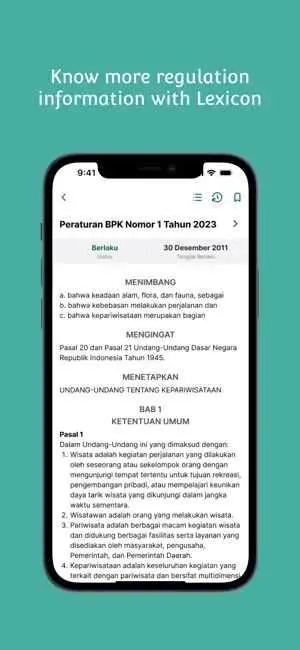 Know more regulation
information with Lexicon
9:41
Peraturan BPK Nomor 1 Tahun 2023
Berlaku
30 Desember 2011
Status
Tanggal Berlaku
MENIMBANG
a. bahwa keadaan alam, flora, dan fauna, sebagai
b. bahwa kebebasan melakukan perjalanan dan
c. bahwa kepariwisataan merupakan bagian
MENGINGAT
Pasal 20 dan Pasal 21 Undang-Undang Dasar Negara
Republik Indonesia Tahun 1945.
MENETAPKAN
UNDANG-UNDANG TENTANG KEPARIWISATAAN
BAB 1
KETENTUAN UMUM
Pasal 1
Dalam Undang-Undang ini yang dimaksud dengan:
1. Wisata adalah kegiatan perjalanan yang dilakukan
oleh seseorang atau sekelompok orang dengan
mengunjungi tempat tertentu untuk tujuan rekreasi,
pengembangan pribadi, atau mempelajari keunikan
daya tarik wisata yang dikunjungi dalam jangka
waktu sementara.
2. Wisatawan adalah orang yang melakukan wisata.
3. Pariwisata adalah berbagai macam kegiatan wisata
dan didukung berbagai fasilitas serta layanan yang
disediakan oleh masyarakat, pengusaha,
Pemerintah, dan Pemerintah Daerah.
4. Kepariwisataan adalah keseluruhan kegiatan yang
terkait dengan pariwisata dan bersifat multidimensi